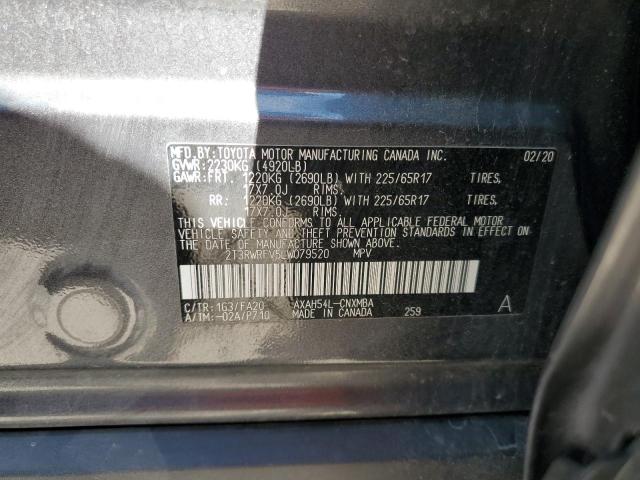 MFD.BY:TOYOTA MOTOR MANUFACTURING CANADA INC. 02/20
GVWR:2230KG (4920LB)
GAWR:FRT. 1220KG (2690LB) WITH 225/65R17 TIRES,
17X7.0J RIMS.
RR: 1220KG (2690LB) WITH 225/65R17 TIRES,
17X7.0J RIMS.
THIS VEHICLE CONFORMS TO ALL APPLICABLE FEDERAL MOTOR
VEHICLE SAFETY AND THEFT PREVENTION STANDARDS IN EFFECT
ON THE DATE OF MANUFACTURE SHOWN ABOVE.
2T3RWRFV5LW079520 MPV
C/TR:1G3/FA20 AXAH54L-CNXMBA
A/TM:-02A/P710 MADE IN CANADA 259 A